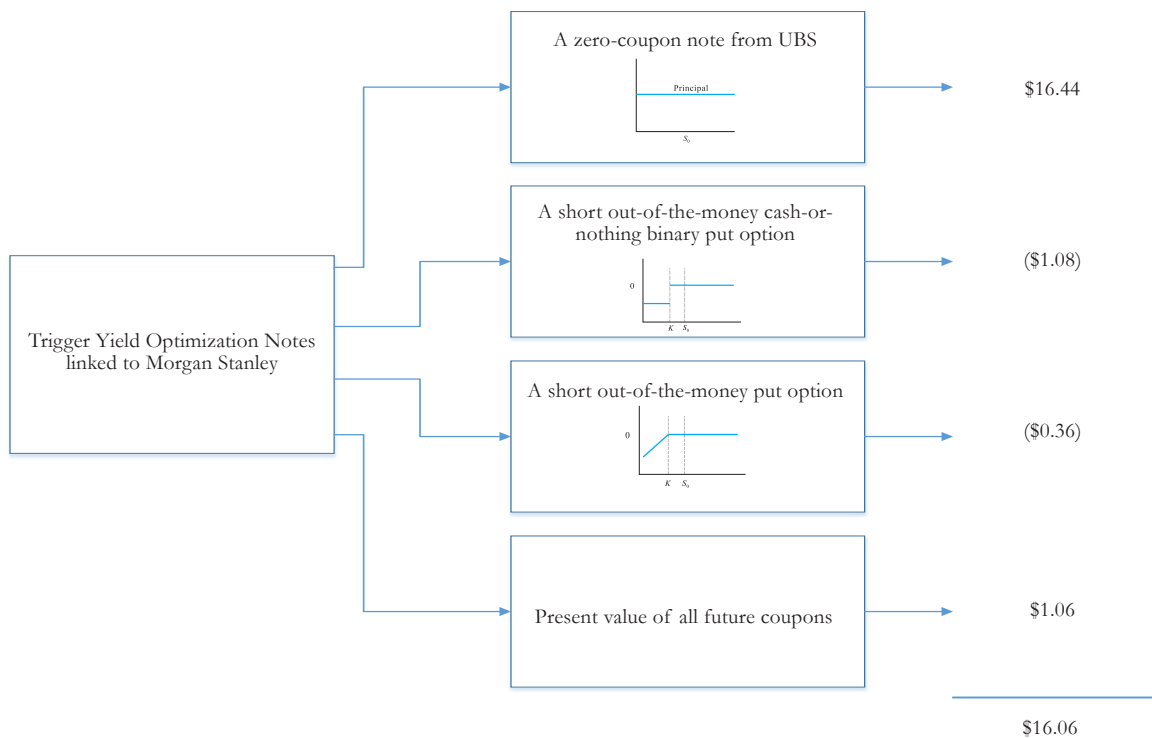 A zero-coupon note from UBS
Principal
S₀
$16.44
A short out-of-the-money cash-or-
nothing binary put option
0
K S₀
($1.08)
Trigger Yield Optimization Notes
linked to Morgan Stanley
A short out-of-the-money put option
0
K S₀
($0.36)
Present value of all future coupons
$1.06
$16.06